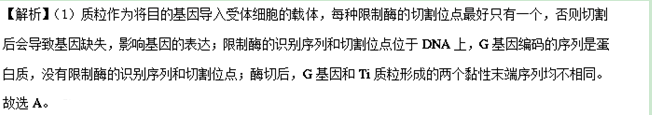 【解析】（1）质粒作为将目的基因导入受体细胞的载体，每种限制酶的切割位点最好只有一个，否则切割
后会导致基因缺失，影响基因的表达；限制酶的识别序列和切割位点位于 DNA 上，G 基因编码的序列是蛋
白质，没有限制酶的识别序列和切割位点；酶切后，G 基因和 Ti 质粒形成的两个黏性末端序列均不相同。
故选 A。